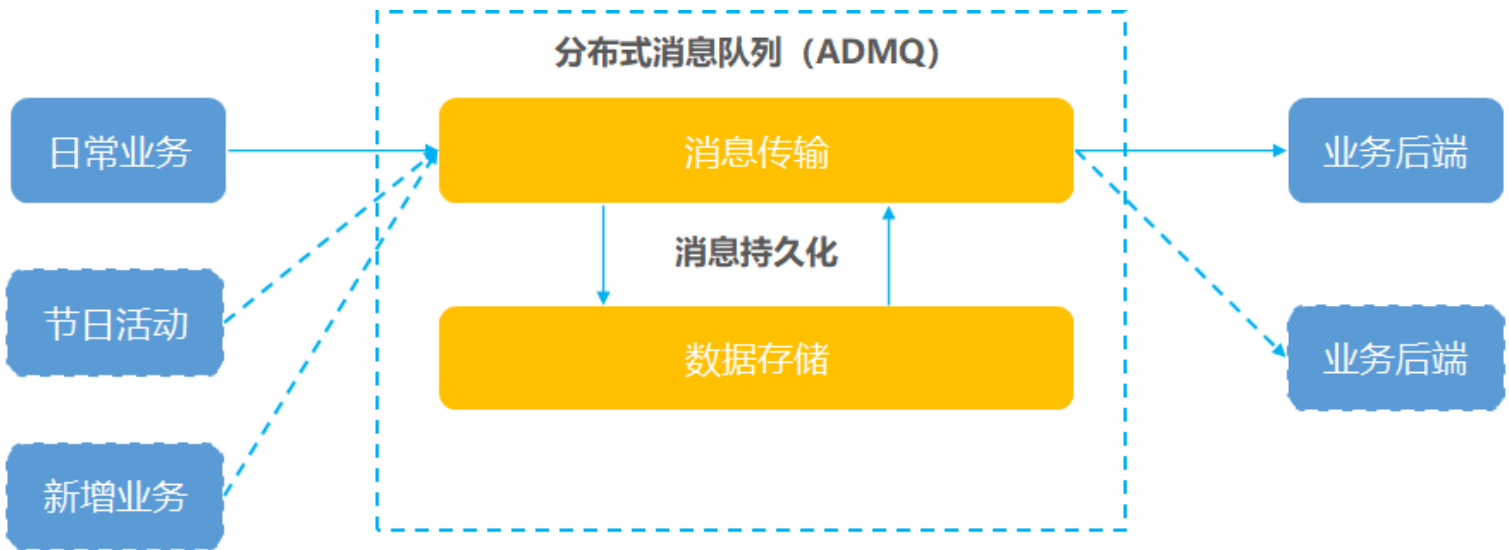 分布式消息队列（ADMQ）
日常业务
消息传输
业务后端
消息持久化
节日活动
数据存储
业务后端
新增业务